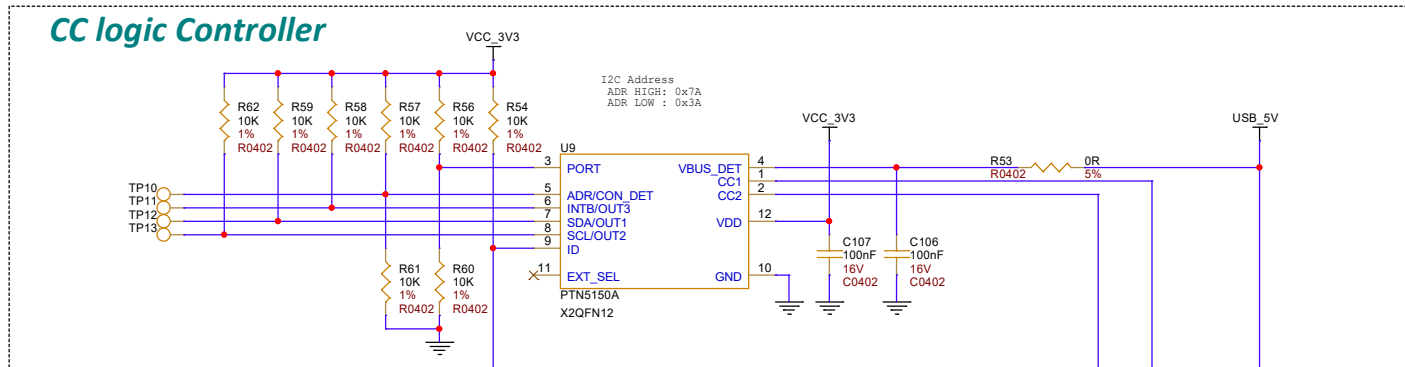 CC logic Controller
VCC_3V3
I2C Address
ADR HIGH: 0x7A
ADR LOW : 0x3A
VCC_3V3
USB_5V
R62
10K
1%
R0402
R59
10K
1%
R0402
R58
10K
1%
R0402
R57
10K
1%
R0402
R56
10K
1%
R0402
R54
10K
1%
R0402
U9
3 PORT
5 ADR/CON_DET
6 INTB/OUT3
7 SDA/OUT1
8 SCL/OUT2
9 ID
11 EXT_SEL
VBUS_DET 4
CC1 1
CC2 2
VDD 12
GND 10
PTN5150A
X2QFN12
R53 0R
R0402 5%
TP10
TP11
TP12
TP13
R61
10K
1%
R0402
R60
10K
1%
R0402
C107
100nF
16V
C0402
C106
100nF
16V
C0402